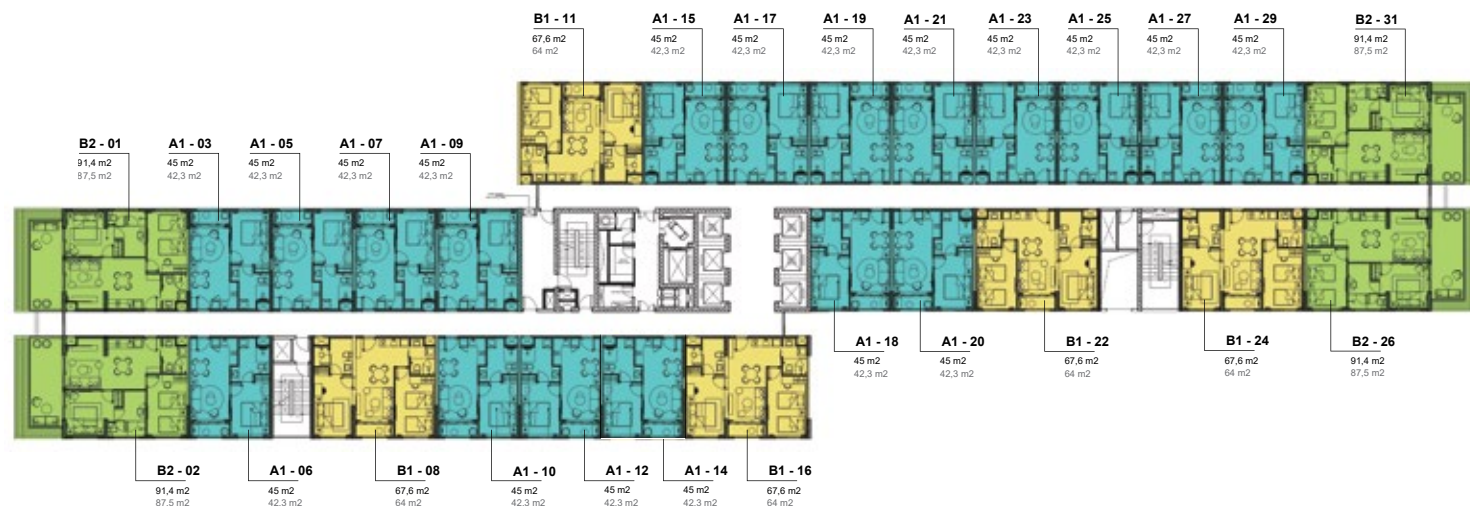 B1 - 11
67,6 m2
64 m2
A1 - 15
45 m2
42,3 m2
A1 - 17
45 m2
42,3 m2
A1 - 19
45 m2
42,3 m2
A1 - 21
45 m2
42,3 m2
A1 - 23
45 m2
42,3 m2
A1 - 25
45 m2
42,3 m2
A1 - 27
45 m2
42,3 m2
A1 - 29
45 m2
42,3 m2
B2 - 31
91,4 m2
87,5 m2
B2 - 01
91,4 m2
87,5 m2
A1 - 03
45 m2
42,3 m2
A1 - 05
45 m2
42,3 m2
A1 - 07
45 m2
42,3 m2
A1 - 09
45 m2
42,3 m2
A1 - 18
45 m2
42,3 m2
A1 - 20
45 m2
42,3 m2
B1 - 22
67,6 m2
64 m2
B1 - 24
67,6 m2
64 m2
B2 - 26
91,4 m2
87,5 m2
B2 - 02
91,4 m2
87.5 m2
A1 - 06
45 m2
42.3 m2
B1 - 08
67,6 m2
64 m2
A1 - 10
45 m2
42.3 m2
A1 - 12
45 m2
42.3 m2
A1 - 14
45 m2
42.3 m2
B1 - 16
67,6 m2
64 m2